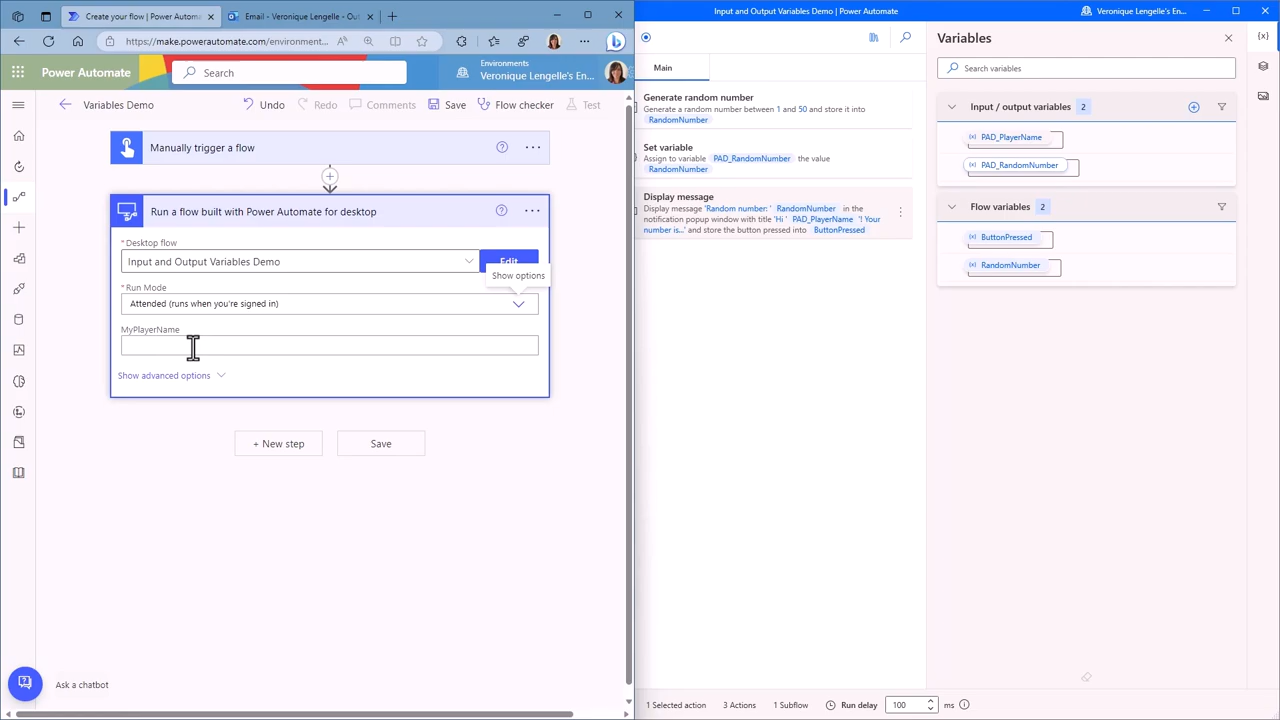 Create your flow | Power Autom
Email - Veronique Lengelle - Out
https://make.powerautomate.com/environment...
Power Automate
Search
Environments
Veronique Lengelle's En...
Variables Demo
Undo
Redo
Comments
Save
Flow checker
Test
Manually trigger a flow
Run a flow built with Power Automate for desktop
* Desktop flow
Input and Output Variables Demo
Edit
Show options
* Run Mode
Attended (runs when you're signed in)
MyPlayerName
Show advanced options
+ New step
Save
Ask a chatbot
Input and Output Variables Demo | Power Automate
Veronique Lengelle's En...
Main
Generate random number
Generate a random number between 1 and 50 and store it into
RandomNumber
Set variable
Assign to variable PAD_RandomNumber the value
RandomNumber
Display message
Display message 'Random number: ' RandomNumber in the
notification popup window with title 'Hi ' PAD_PlayerName '! Your
number is...' and store the button pressed into ButtonPressed
Variables
Search variables
Input / output variables 2
{x} PAD_PlayerName
{x} PAD_RandomNumber
Flow variables 2
{x} ButtonPressed
{x} RandomNumber
{x}
1 Selected action
3 Actions
1 Subflow
Run delay
100
ms